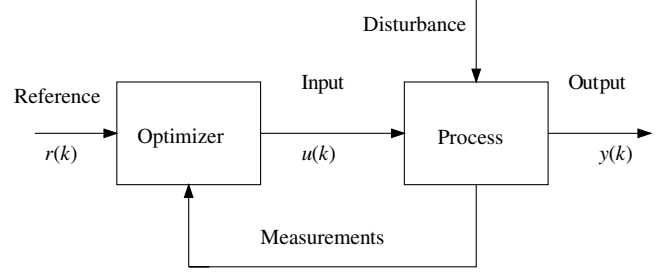 Disturbance
Reference
Input
Output
Optimizer
Process
r(k)
u(k)
y(k)
Measurements